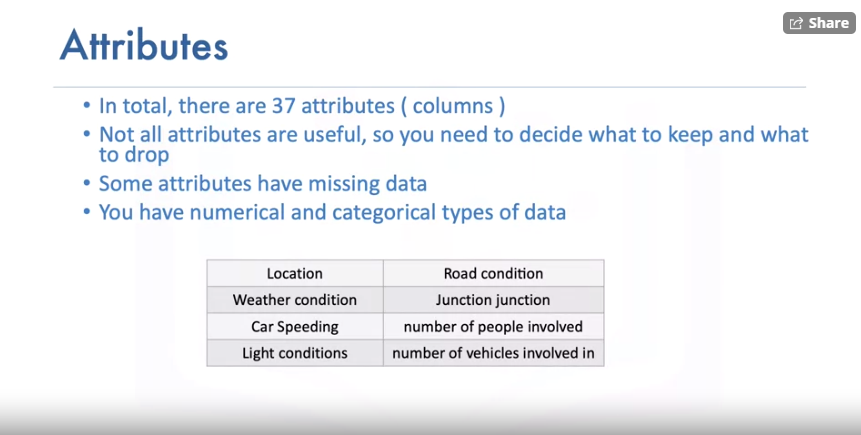 Share
Attributes
• In total, there are 37 attributes ( columns )
• Not all attributes are useful, so you need to decide what to keep and what
to drop
• Some attributes have missing data
• You have numerical and categorical types of data
Location Road condition
Weather condition Junction junction
Car Speeding number of people involved
Light conditions number of vehicles involved in